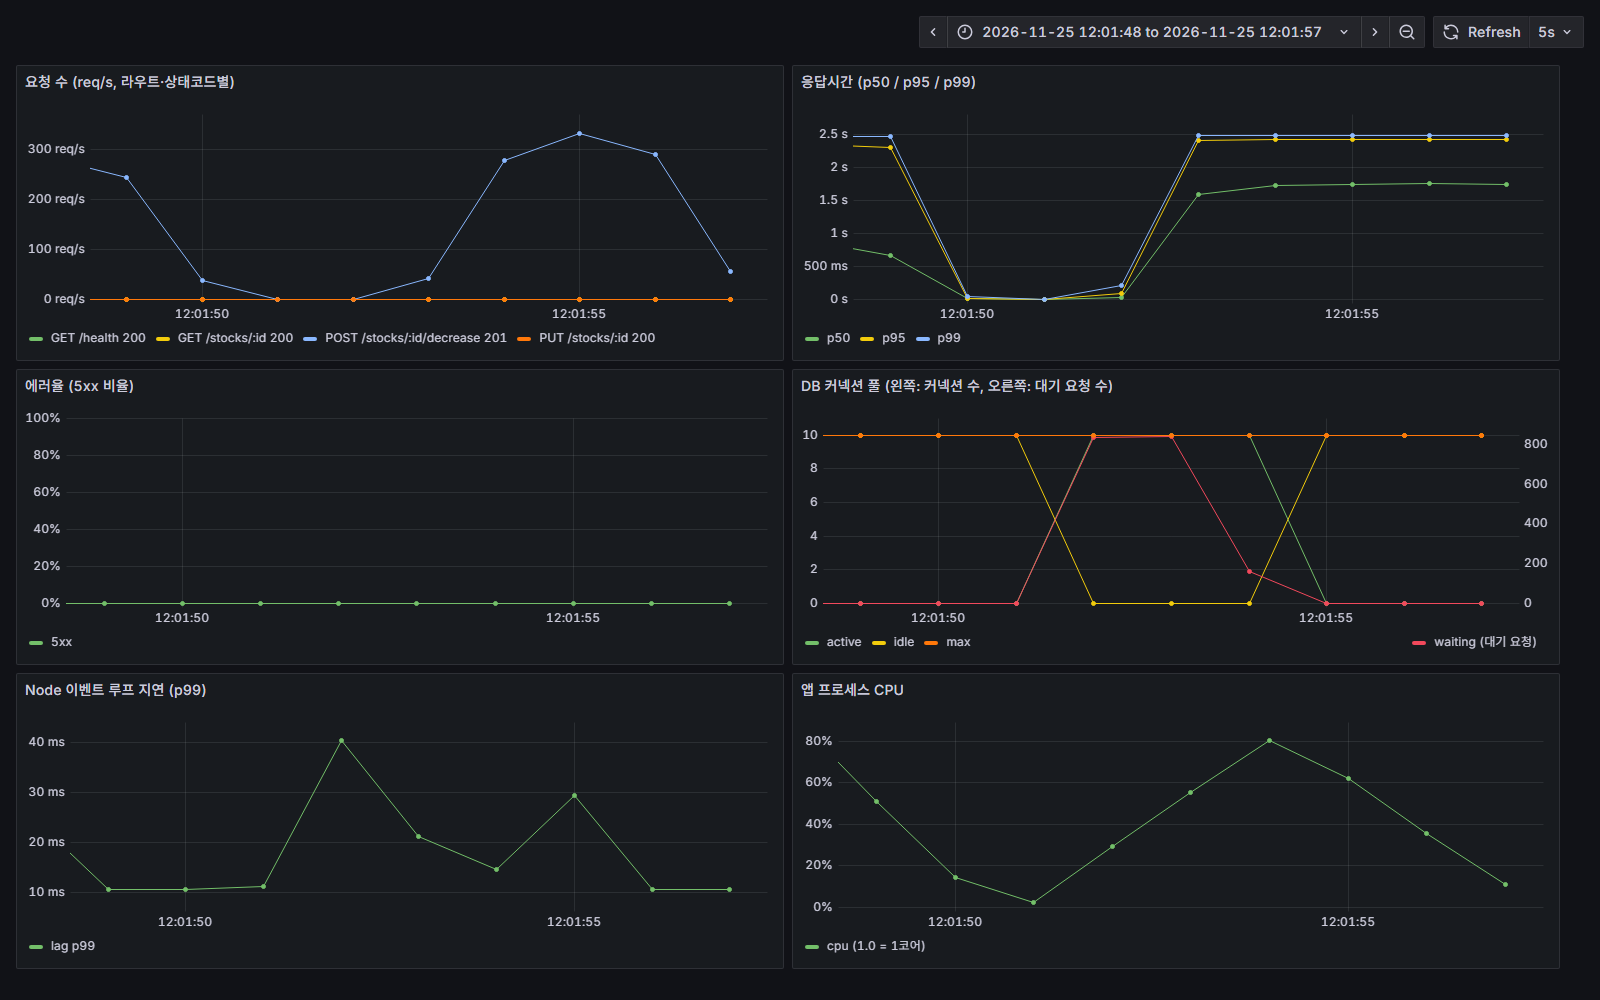 2026-11-25 12:01:48 to 2026-11-25 12:01:57
Refresh
5s
요청 수 (req/s, 라우트·상태코드별)
300 req/s
200 req/s
100 req/s
0 req/s
12:01:50
12:01:55
GET /health 200
GET /stocks/:id 200
POST /stocks/:id/decrease 201
PUT /stocks/:id 200
응답시간 (p50 / p95 / p99)
2.5 s
2 s
1.5 s
1 s
500 ms
0 s
12:01:50
12:01:55
p50
p95
p99
에러율 (5xx 비율)
100%
80%
60%
40%
20%
0%
12:01:50
12:01:55
5xx
DB 커넥션 풀 (왼쪽: 커넥션 수, 오른쪽: 대기 요청 수)
10
8
6
4
2
0
800
600
400
200
0
12:01:50
12:01:55
active
idle
max
waiting (대기 요청)
Node 이벤트 루프 지연 (p99)
40 ms
30 ms
20 ms
10 ms
12:01:50
12:01:55
lag p99
앱 프로세스 CPU
80%
60%
40%
20%
0%
12:01:50
12:01:55
cpu (1.0 = 1코어)